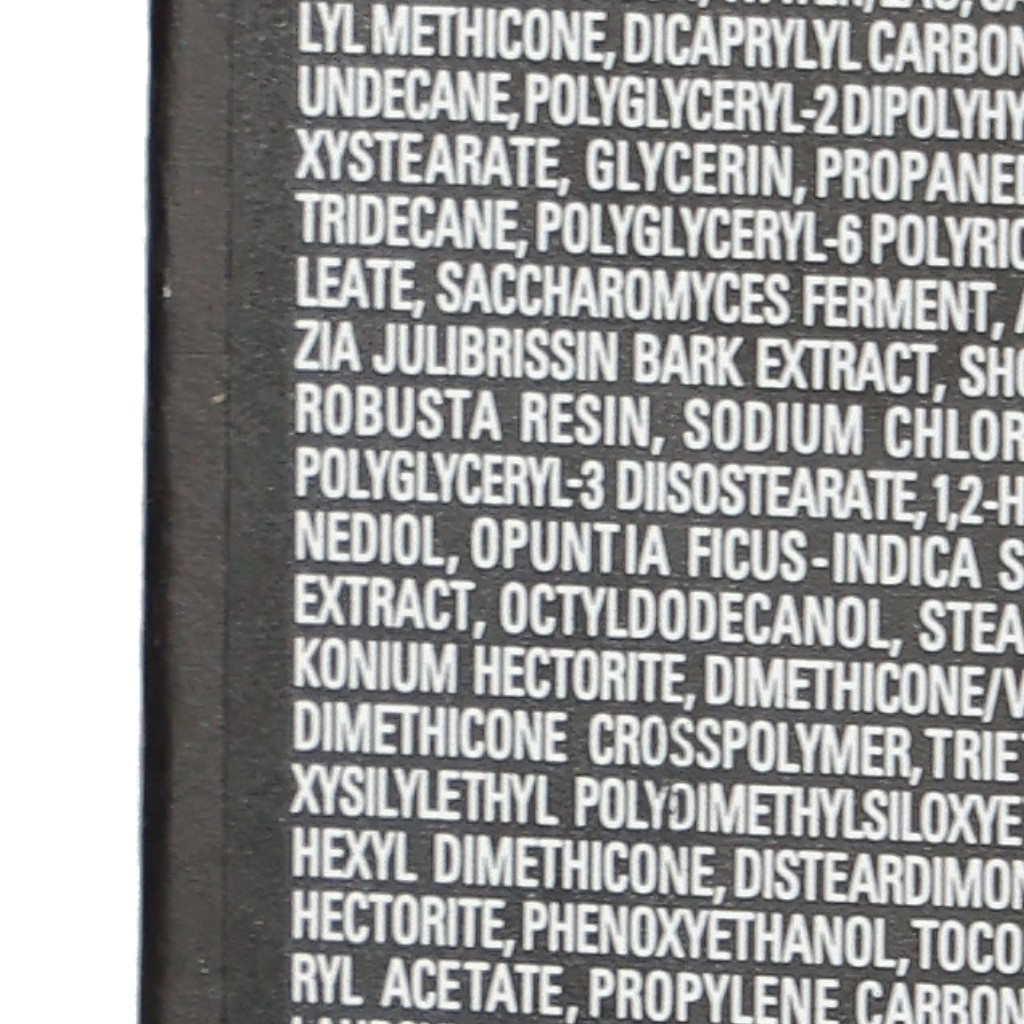 LYL METHICONE, DICAPRYLYL CARBON
UNDECANE, POLYGLYCERYL-2 DIPOLYHY
XYSTEARATE, GLYCERIN, PROPANE
TRIDECANE, POLYGLYCERYL-6 POLYRIC
LEATE, SACCHAROMYCES FERMENT, A
ZIA JULIBRISSIN BARK EXTRACT, SHO
ROBUSTA RESIN, SODIUM CHLOR
POLYGLYCERYL-3 DIISOSTEARATE, 1,2-H
NEDIOL, OPUNTIA FICUS-INDICA S
EXTRACT, OCTYLDODECANOL, STEA
KONIUM HECTORITE, DIMETHICONE/V
DIMETHICONE CROSSPOLYMER, TRIE
XYSILYLETHYL POLYDIMETHYLSILOXYE
HEXYL DIMETHICONE, DISTEARDIMON
HECTORITE, PHENOXYETHANOL, TOCO
RYL ACETATE, PROPYLENE CARBON